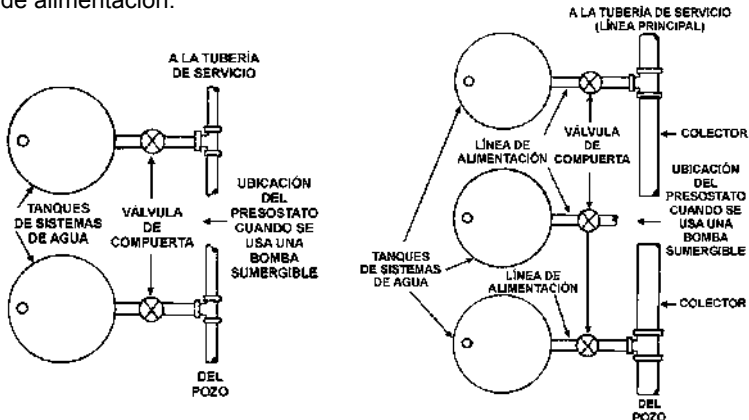 de alimentación.
A LA TUBERÍA
DE SERVICIO
TANQUES
DE SISTEMAS
DE AGUA
VÁLVULA
DE
COMPUERTA
UBICACIÓN
DEL
PRESOSTATO
CUANDO SE
USA UNA
BOMBA
SUMERGIBLE
DEL
POZO
A LA TUBERÍA DE SERVICIO
(LÍNEA PRINCIPAL)
LÍNEA DE
ALIMENTACIÓN
VÁLVULA
DE
COMPUERTA
COLECTOR
UBICACIÓN
DEL
PRESOSTATO
CUANDO SE
USA UNA
BOMBA
SUMERGIBLE
TANQUES
DE SISTEMAS
DE AGUA
LÍNEA DE
ALIMENTACIÓN
COLECTOR
DEL
POZO